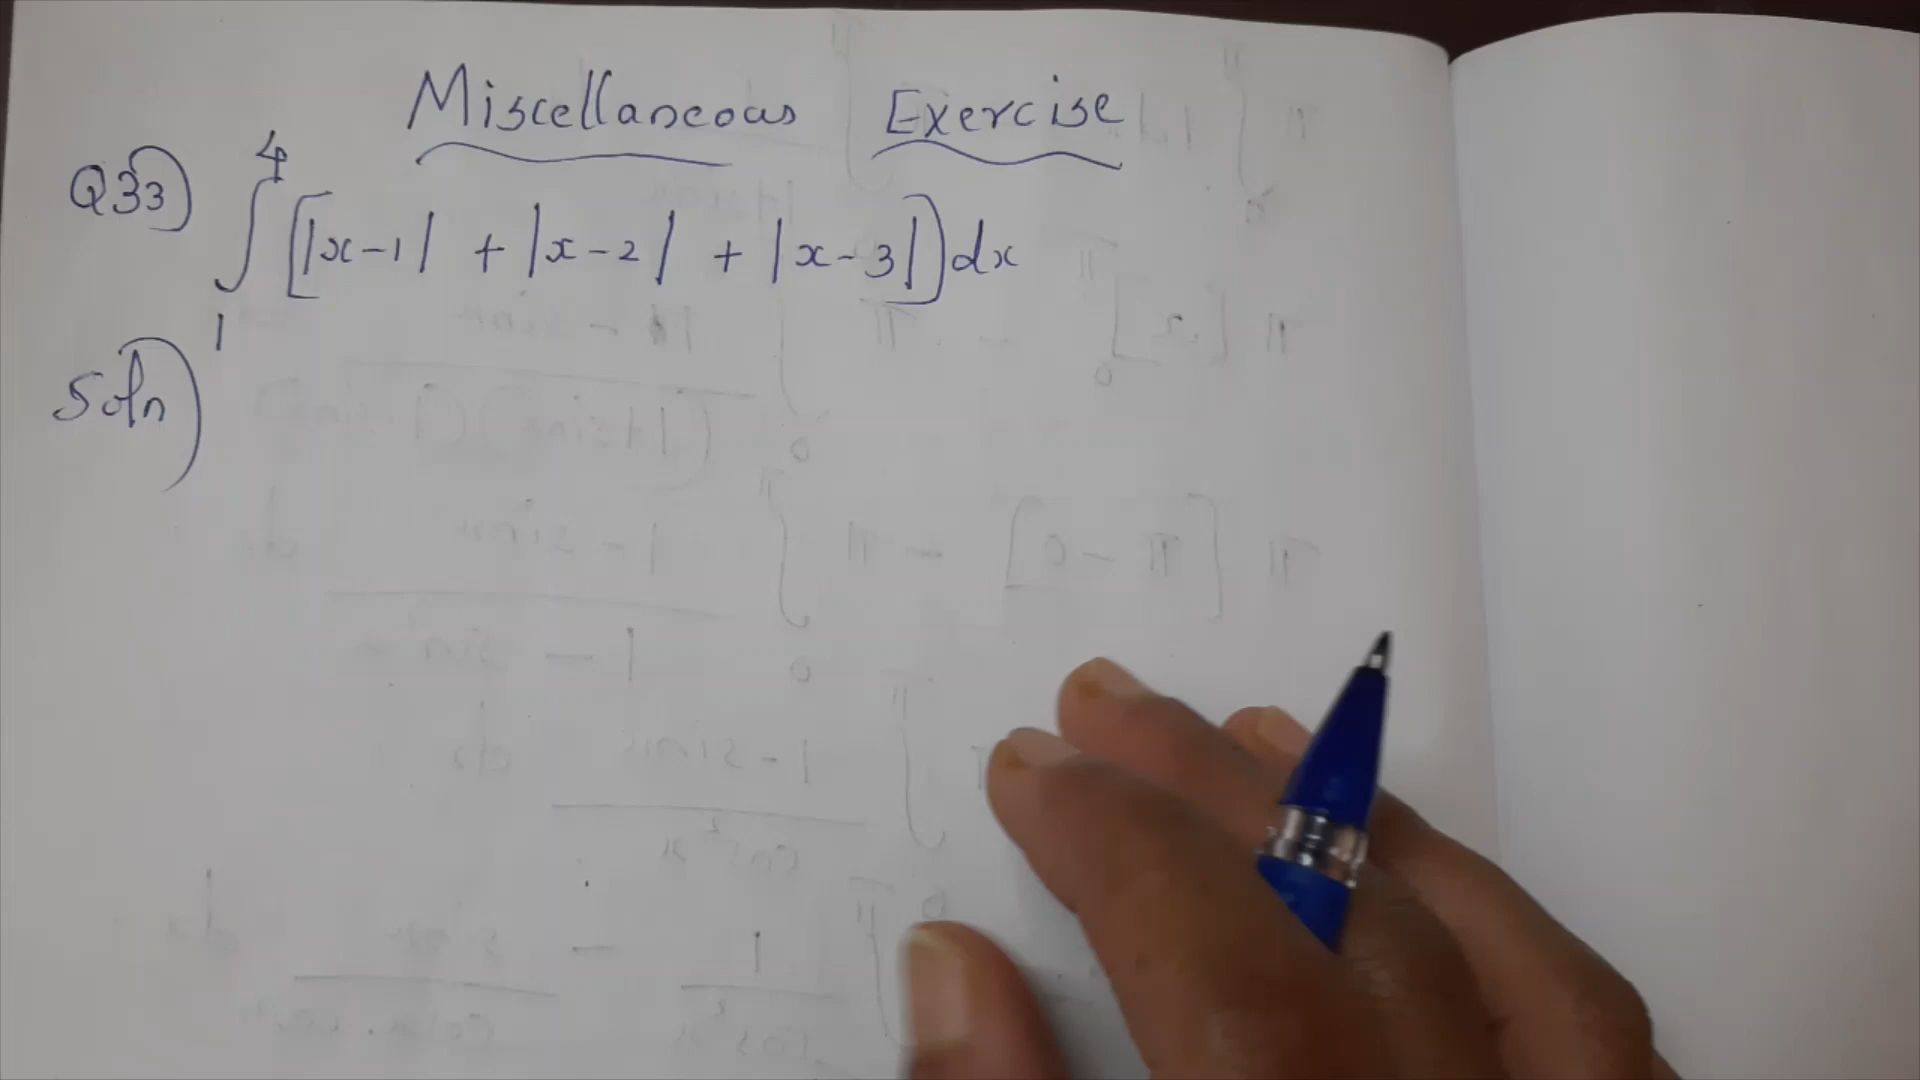 Miscellaneous Exercise
Q33) ∫₁⁴ [|x-1| + |x-2| + |x-3|] dx
Soln)